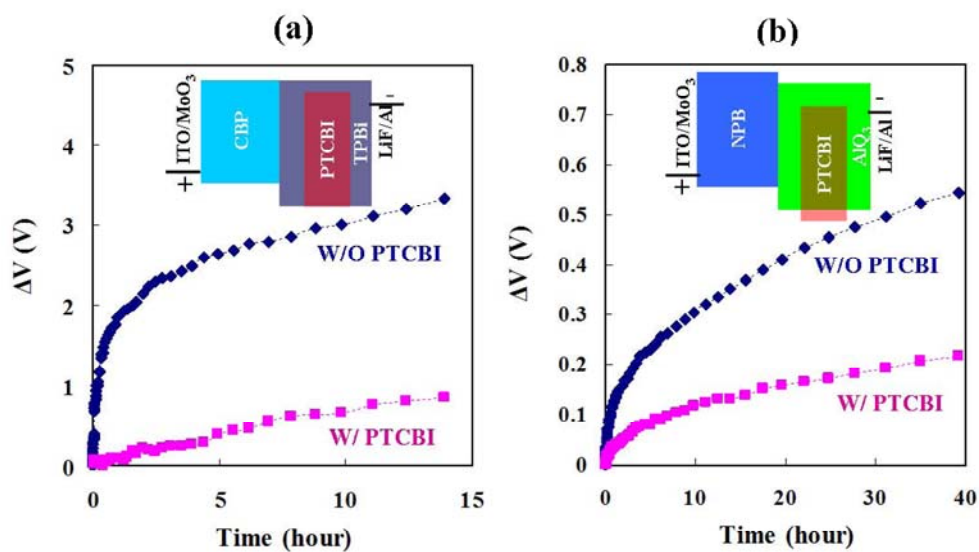 (a)
ΔV (V)
5
4
3
2
1
0
0
5
10
15
Time (hour)
+
ITO/MoO₃
CBP
PTCBI
TPBi
LiF/Al
-
W/O PTCBI
W/ PTCBI
(b)
ΔV (V)
0.8
0.7
0.6
0.5
0.4
0.3
0.2
0.1
0
0
10
20
30
40
Time (hour)
+
ITO/MoO₃
NPB
PTCBI
AlQ₃
LiF/Al
-
W/O PTCBI
W/ PTCBI